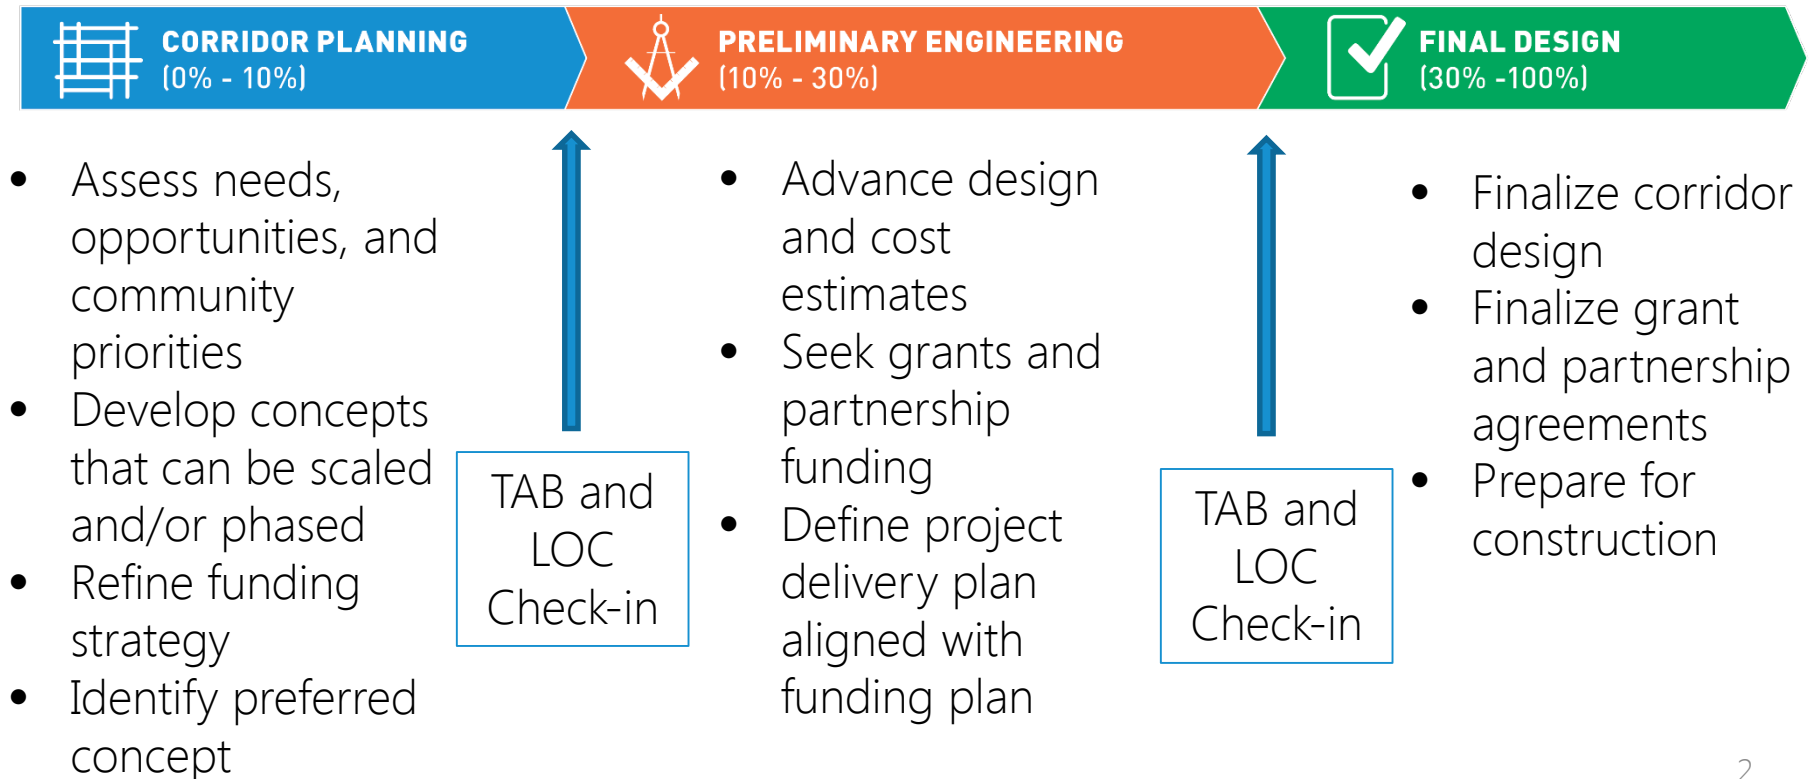 CORRIDOR PLANNING
(0% - 10%)
PRELIMINARY ENGINEERING
(10% - 30%)
FINAL DESIGN
(30% -100%)
• Assess needs,
opportunities, and
community
priorities
• Develop concepts
that can be scaled
and/or phased
• Refine funding
strategy
• Identify preferred
concept
TAB and
LOC
Check-in
• Advance design
and cost
estimates
• Seek grants and
partnership
funding
• Define project
delivery plan
aligned with
funding plan
TAB and
LOC
Check-in
• Finalize corridor
design
• Finalize grant
and partnership
agreements
• Prepare for
construction
2